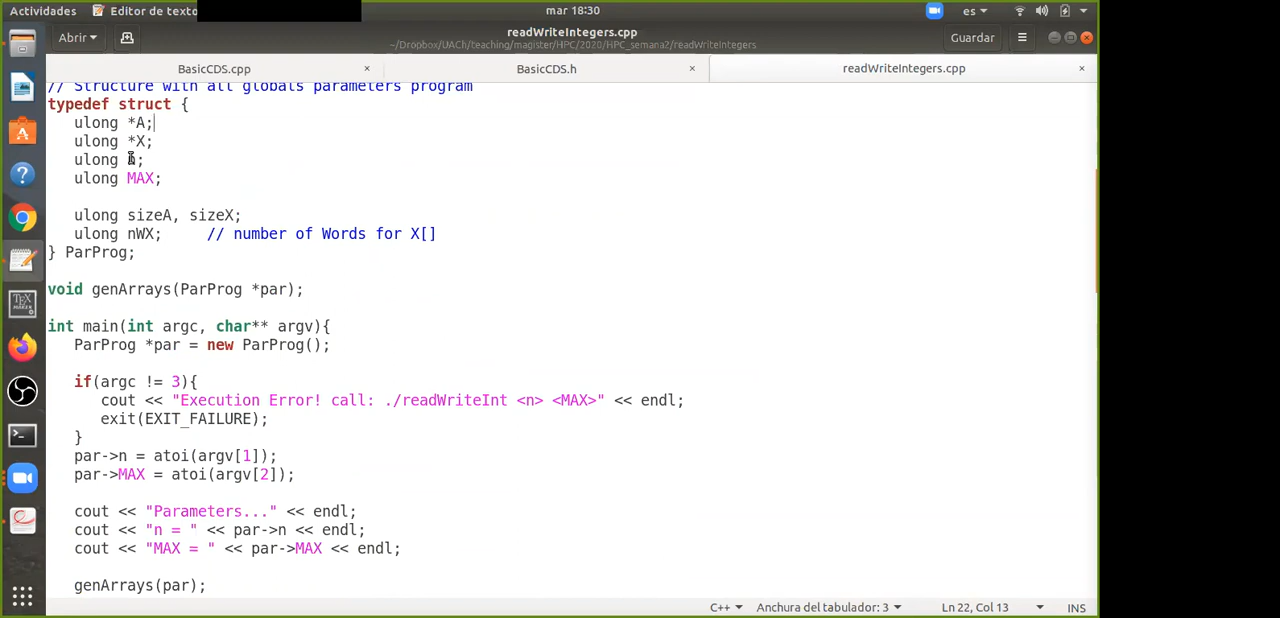 Actividades Editor de texto mar 18:30 es
Abrir readWriteIntegers.cpp Guardar
~/Dropbox/UACh/teaching/magister/HPC/2020/HPC_semana2/readWriteIntegers
BasicCDS.cpp × BasicCDS.h × readWriteIntegers.cpp ×
// Structure with all globals parameters program
typedef struct {
ulong *A;
ulong *X;
ulong ;
ulong MAX;
ulong sizeA, sizeX;
ulong nWX; // number of Words for X[]
} ParProg;
void genArrays(ParProg *par);
int main(int argc, char** argv){
ParProg *par = new ParProg();
if(argc != 3){
cout << "Execution Error! call: ./readWriteInt <n> <MAX>" << endl;
exit(EXIT_FAILURE);
}
par->n = atoi(argv[1]);
par->MAX = atoi(argv[2]);
cout << "Parameters..." << endl;
cout << "n = " << par->n << endl;
cout << "MAX = " << par->MAX << endl;
genArrays(par);
C++ Anchura del tabulador: 3 Ln 22, Col 13 INS